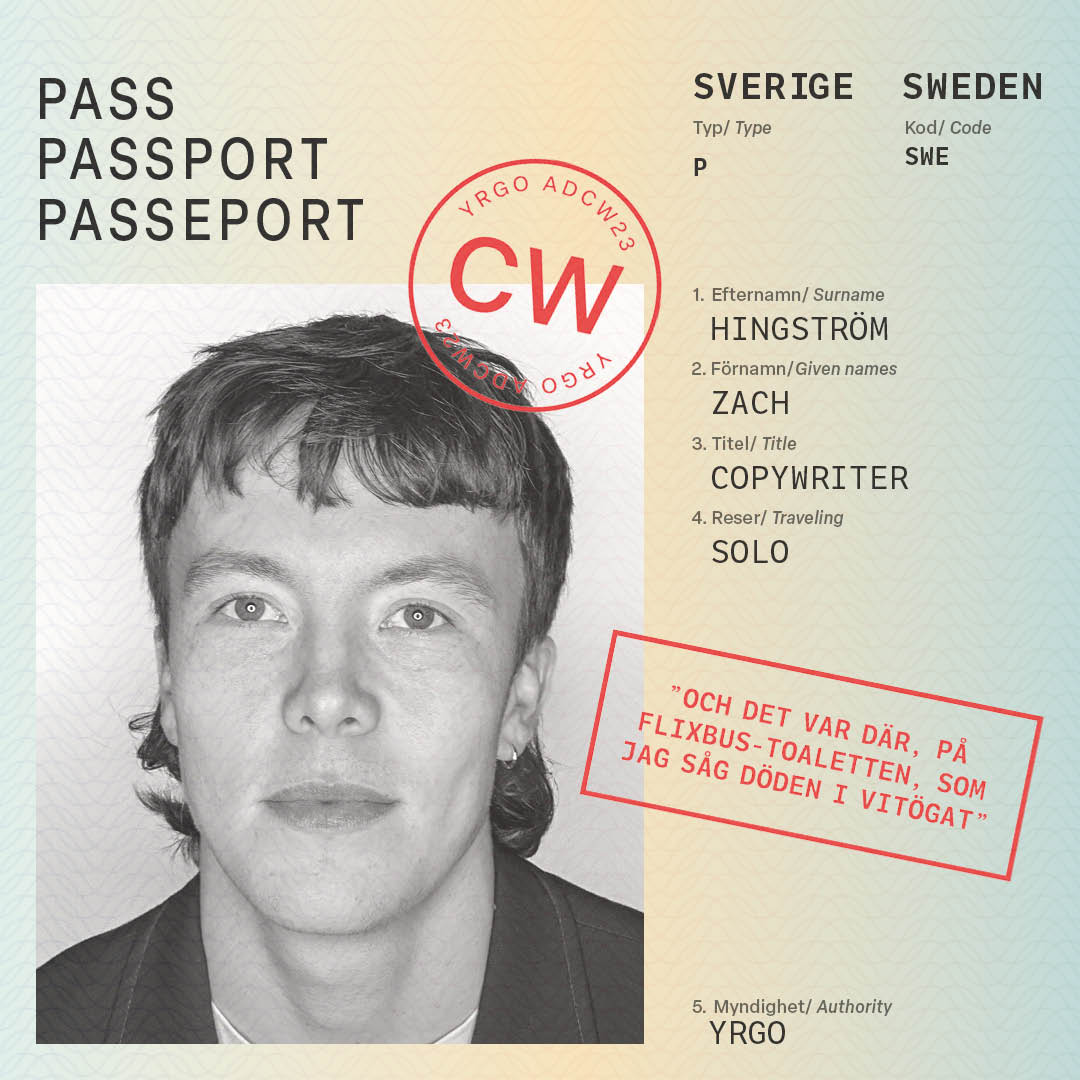 PASS
PASSPORT
PASSEPORT
SVERIGE SWEDEN
Typ/ Type Kod/ Code
P SWE
YRGO ADCW23
CW
YRGO ADCW23
1. Efternamn/ Surname
HINGSTRÖM
2. Förnamn/Given names
ZACH
3. Titel/ Title
COPYWRITER
4. Reser/ Traveling
SOLO
"OCH DET VAR DÄR, PÅ
FLIXBUS-TOALETTEN, SOM
JAG SÅG DÖDEN I VITÖGAT"
5. Myndighet/ Authority
YRGO